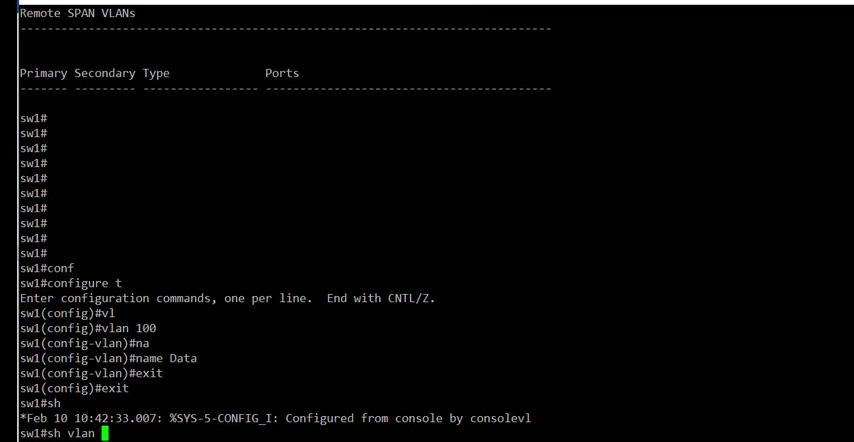 Remote SPAN VLANs
------------------------------------------------------------------------------
Primary Secondary Type              Ports
------- --------- ----------------- ------------------------------------------
sw1#
sw1#
sw1#
sw1#
sw1#
sw1#
sw1#
sw1#
sw1#
sw1#
sw1#conf
sw1#configure t
Enter configuration commands, one per line.  End with CNTL/Z.
sw1(config)#vl
sw1(config)#vlan 100
sw1(config-vlan)#na
sw1(config-vlan)#name Data
sw1(config-vlan)#exit
sw1(config)#exit
sw1#sh
*Feb 10 10:42:33.007: %SYS-5-CONFIG_I: Configured from console by consolevl
sw1#sh vlan